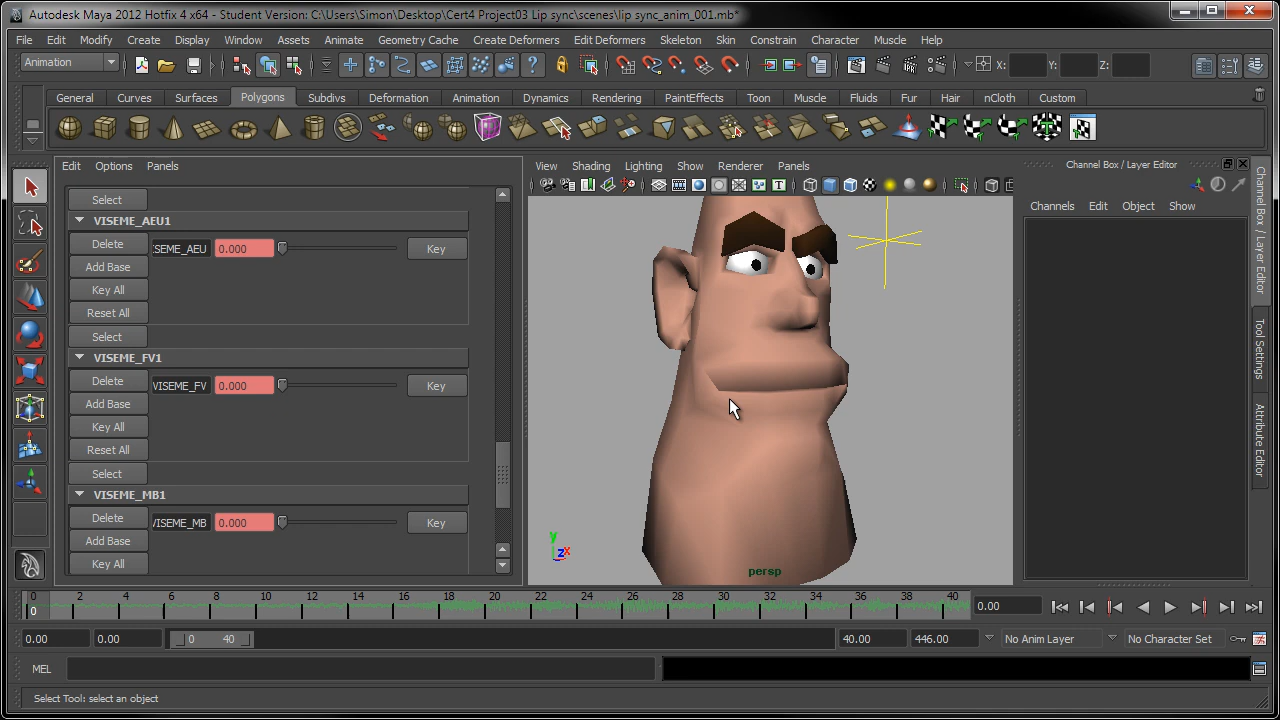 Autodesk Maya 2012 Hotfix 4 x64 - Student Version: C:\Users\Simon\Desktop\Cert4 Project03 Lip sync\scenes\lip sync_anim_001.mb*
File Edit Modify Create Display Window Assets Animate Geometry Cache Create Deformers Edit Deformers Skeleton Skin Constrain Character Muscle Help
Animation X: Y: Z:
General Curves Surfaces Polygons Subdivs Deformation Animation Dynamics Rendering PaintEffects Toon Muscle Fluids Fur Hair nCloth Custom
Edit Options Panels
View Shading Lighting Show Renderer Panels
Channel Box / Layer Editor
Channels Edit Object Show
Select
VISEME_AEU1
Delete
SEME_AEU 0.000 Key
Add Base
Key All
Reset All
Select
VISEME_FV1
Delete
VISEME_FV 0.000 Key
Add Base
Key All
Reset All
Select
VISEME_MB1
Delete
VISEME_MB 0.000 Key
Add Base
Key All
y
z x
persp
Channel Box / Layer Editor
Tool Settings
Attribute Editor
0 2 4 6 8 10 12 14 16 18 20 22 24 26 28 30 32 34 36 38 40
0
0.00
0.00 0.00 0 40 40.00 446.00 No Anim Layer No Character Set
MEL
Select Tool: select an object